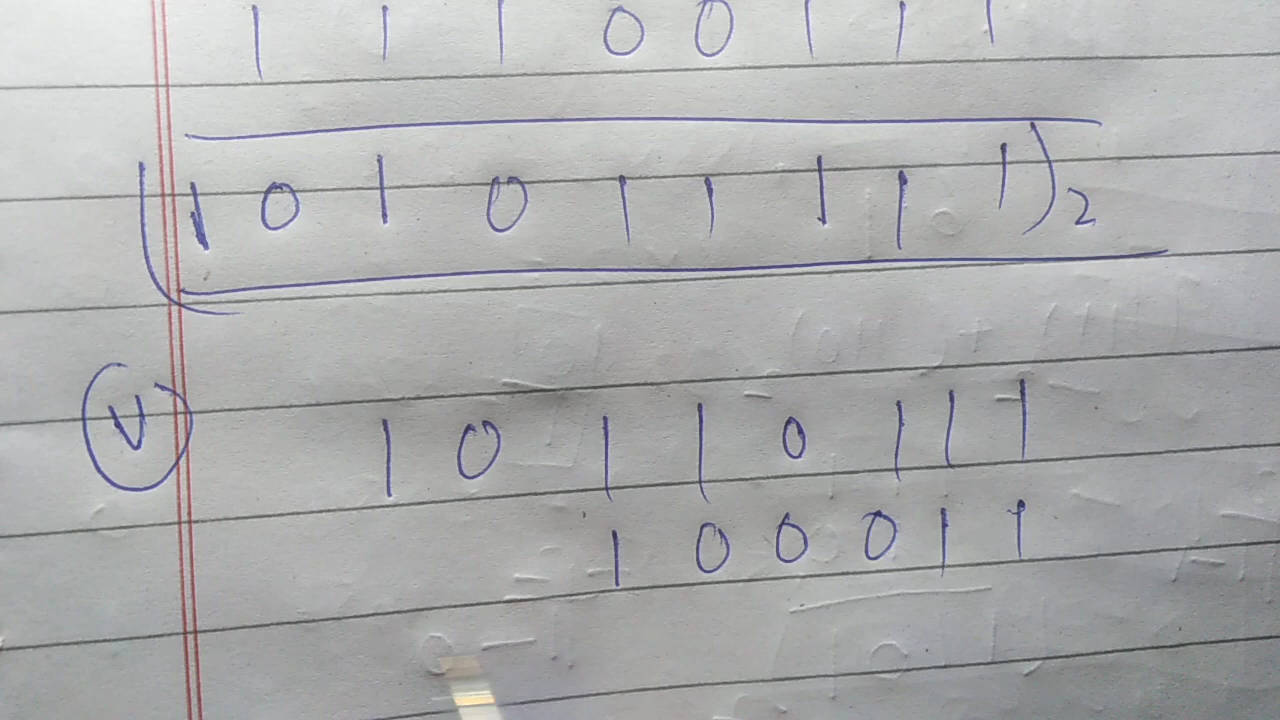 1 1 1 0 0 1 1 1
(1 0 1 0 1 1 1 1 1)2
V 1 0 1 1 0 1 1 1
1 0 0 0 1 1